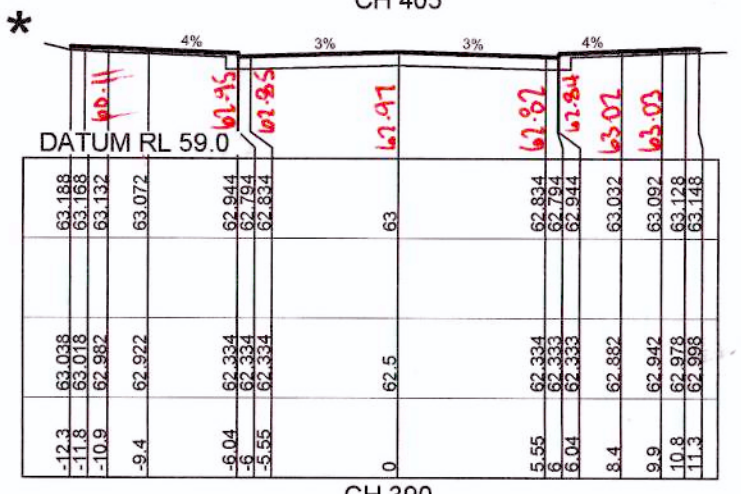 CH 405
*
4% 3% 3% 4%
60.11 62.95 62.85 62.97 62.82 62.84 63.02 63.03
DATUM RL 59.0
63.188 63.168 63.132 63.072 62.944 62.794 62.834 63 62.834 62.794 62.944 63.032 63.092 63.128 63.148
63.038 63.018 62.982 62.922 62.334 62.334 62.334 62.5 62.334 62.333 62.333 62.882 62.942 62.978 62.998
-12.3 -11.8 -10.9 -9.4 -6.04 -6 -5.55 0 5.55 6 6.04 8.4 9.9 10.8 11.3
CH 390